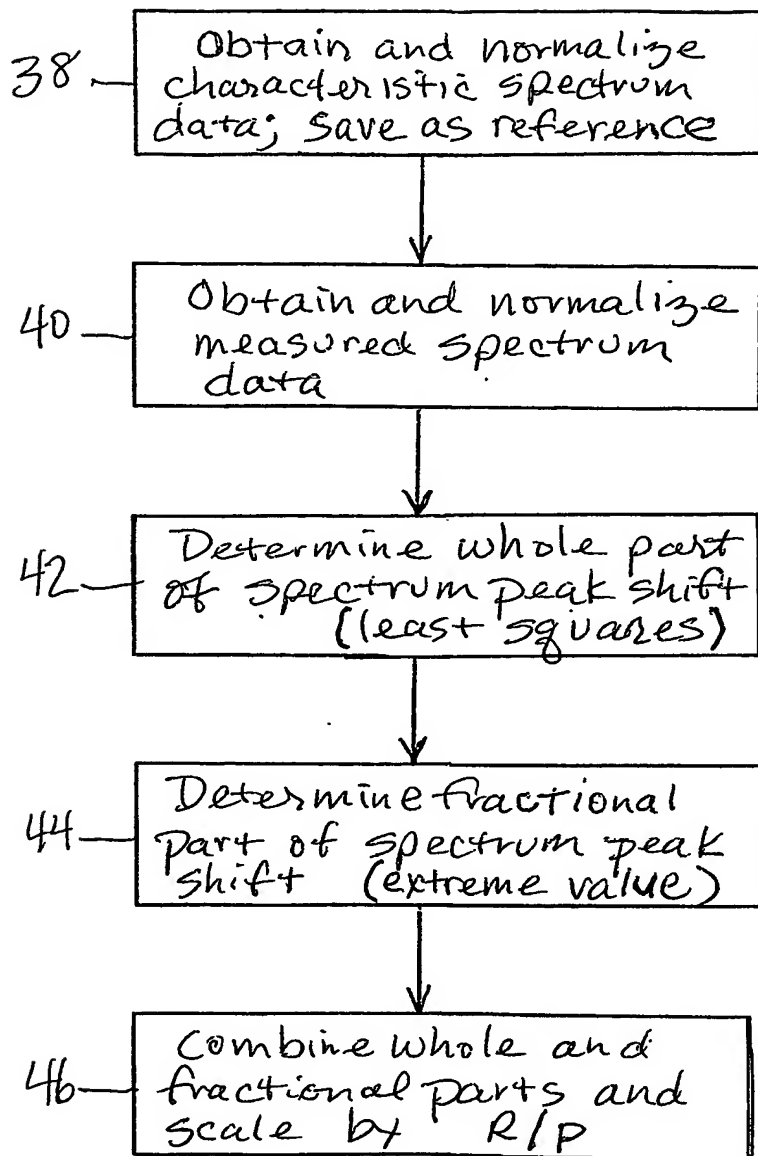 38
Obtain and normalize
characteristic spectrum
data; save as reference
40
Obtain and normalize
measured spectrum
data
42
Determine whole part
of spectrum peak shift
(least squares)
44
Determine fractional
part of spectrum peak
shift (extreme value)
46
Combine whole and
fractional parts and
scale by R/p